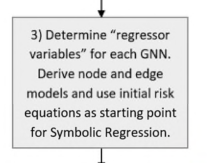 3) Determine “regressor
variables” for each GNN.
Derive node and edge
models and use initial risk
equations as starting point
for Symbolic Regression.